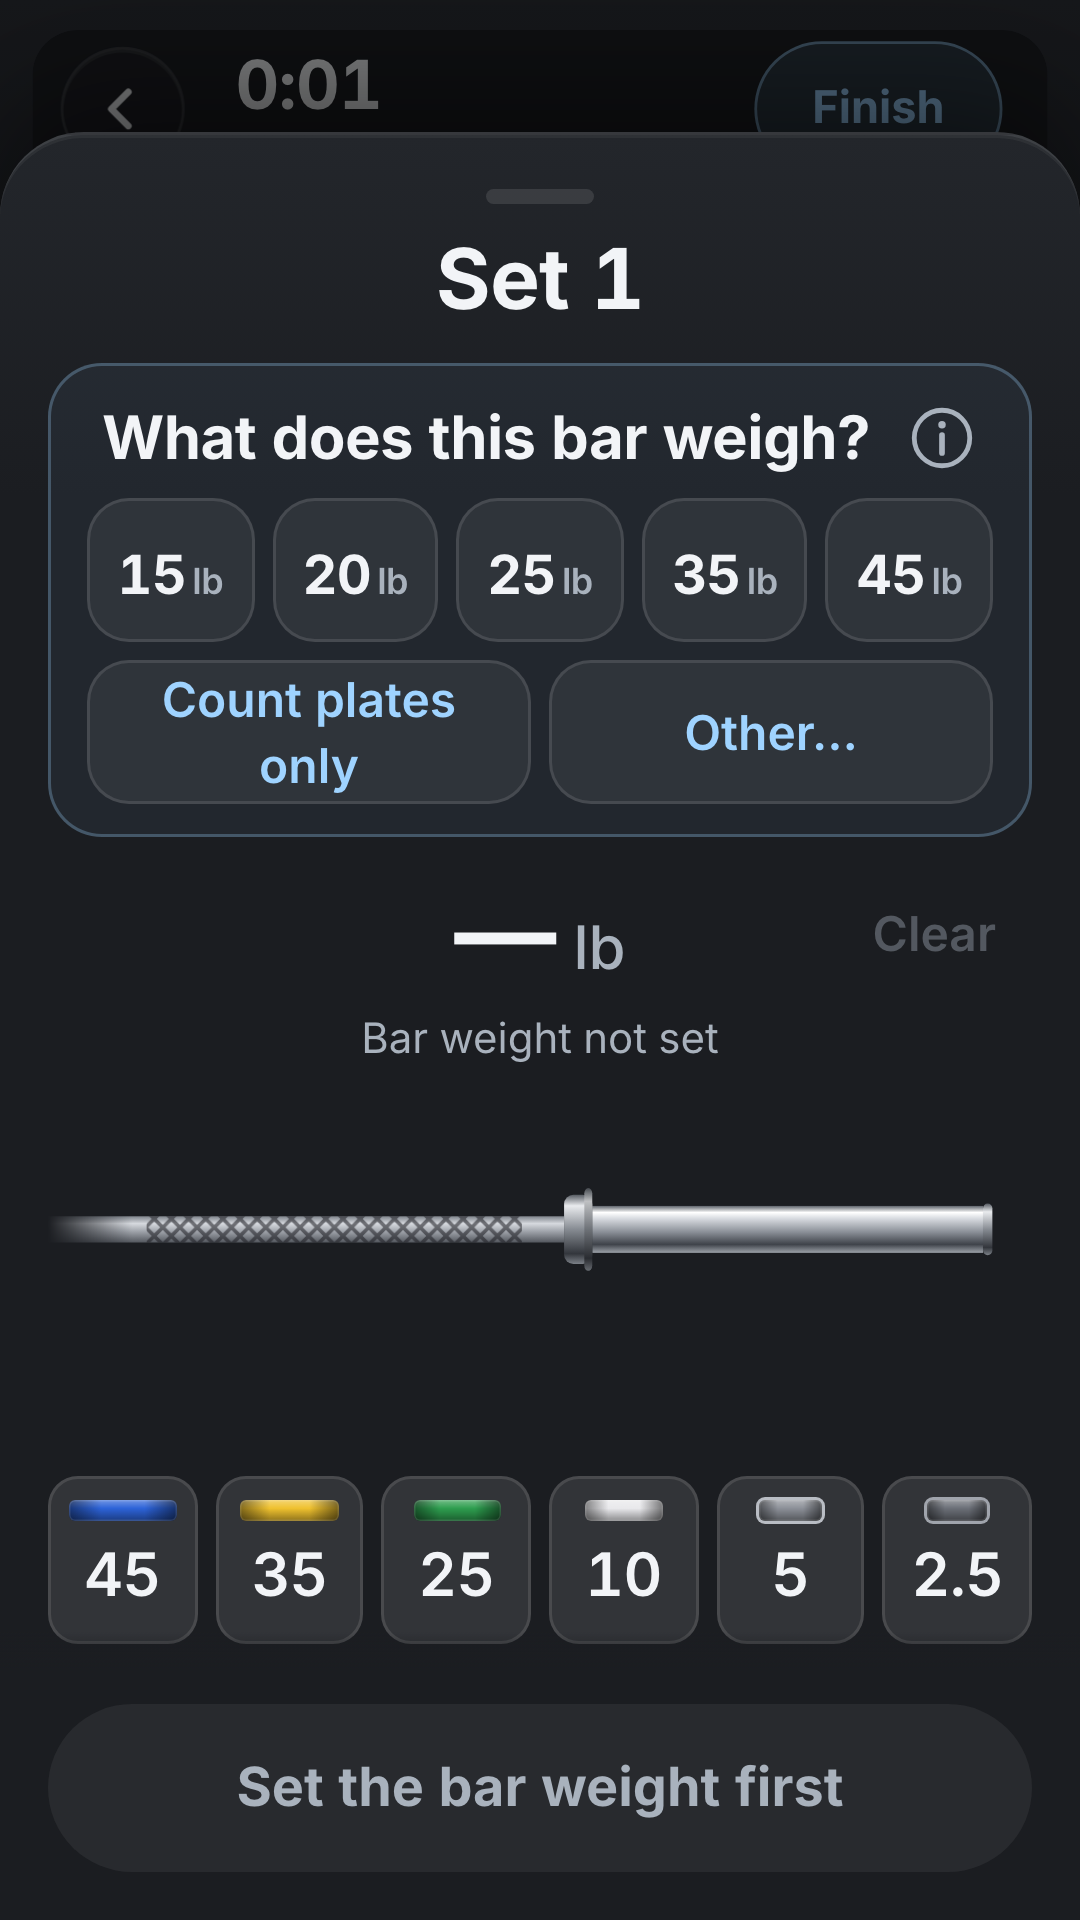 0:01
Finish
Set 1
What does this bar weigh?
15 lb 20 lb 25 lb 35 lb 45 lb
Count plates
only
Other...
— lb
Clear
Bar weight not set
45 35 25 10 5 2.5
Set the bar weight first